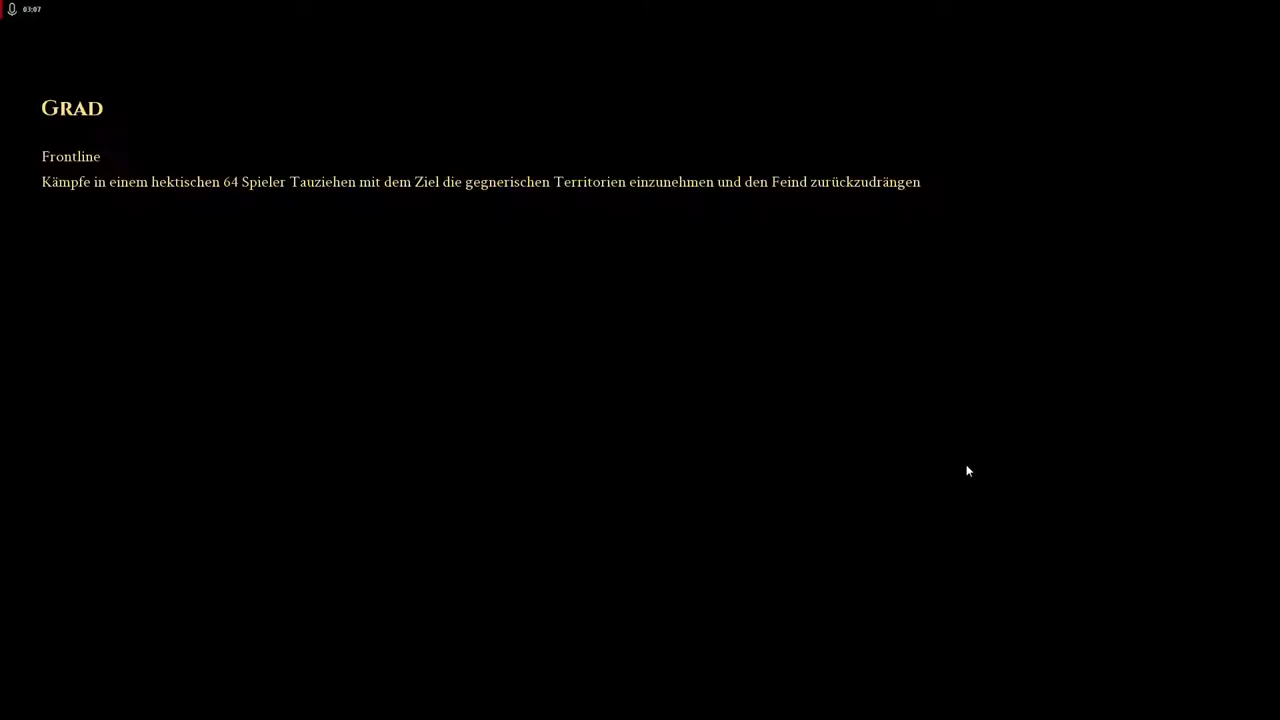 03:07
GRAD
Frontline
Kämpfe in einem hektischen 64 Spieler Tauziehen mit dem Ziel die gegnerischen Territorien einzunehmen und den Feind zurückzudrängen